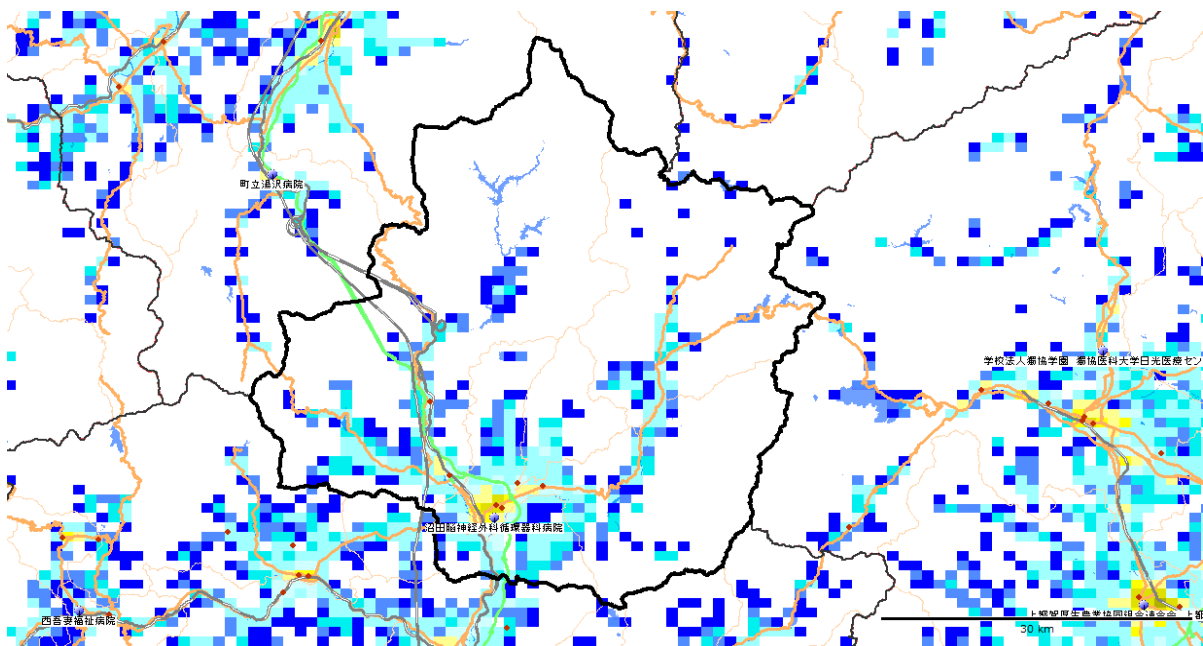 町立湯沢病院
学校法人獨協学園 獨協医科大学日光医療セン
沼田脳神経外科循環器科病院
西吾妻福祉病院
上都賀厚生農業協同組合連合会 上都
30 km